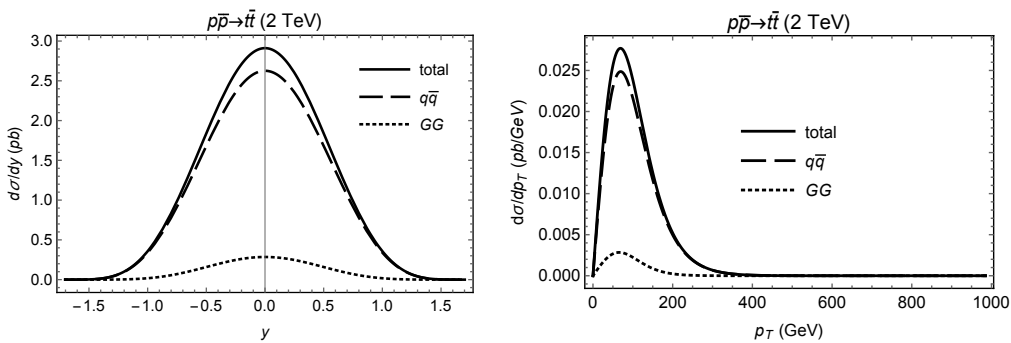 pp̅→tt̅ (2 TeV)
3.0
2.5
2.0
1.5
1.0
0.5
0.0
dσ/dy (pb)
total
qq̅
GG
−1.5 −1.0 −0.5 0.0 0.5 1.0 1.5
y
pp̅→tt̅ (2 TeV)
0.025
0.020
0.015
0.010
0.005
0.000
dσ/dp_T (pb/GeV)
total
qq̅
GG
0 200 400 600 800 1000
p_T (GeV)